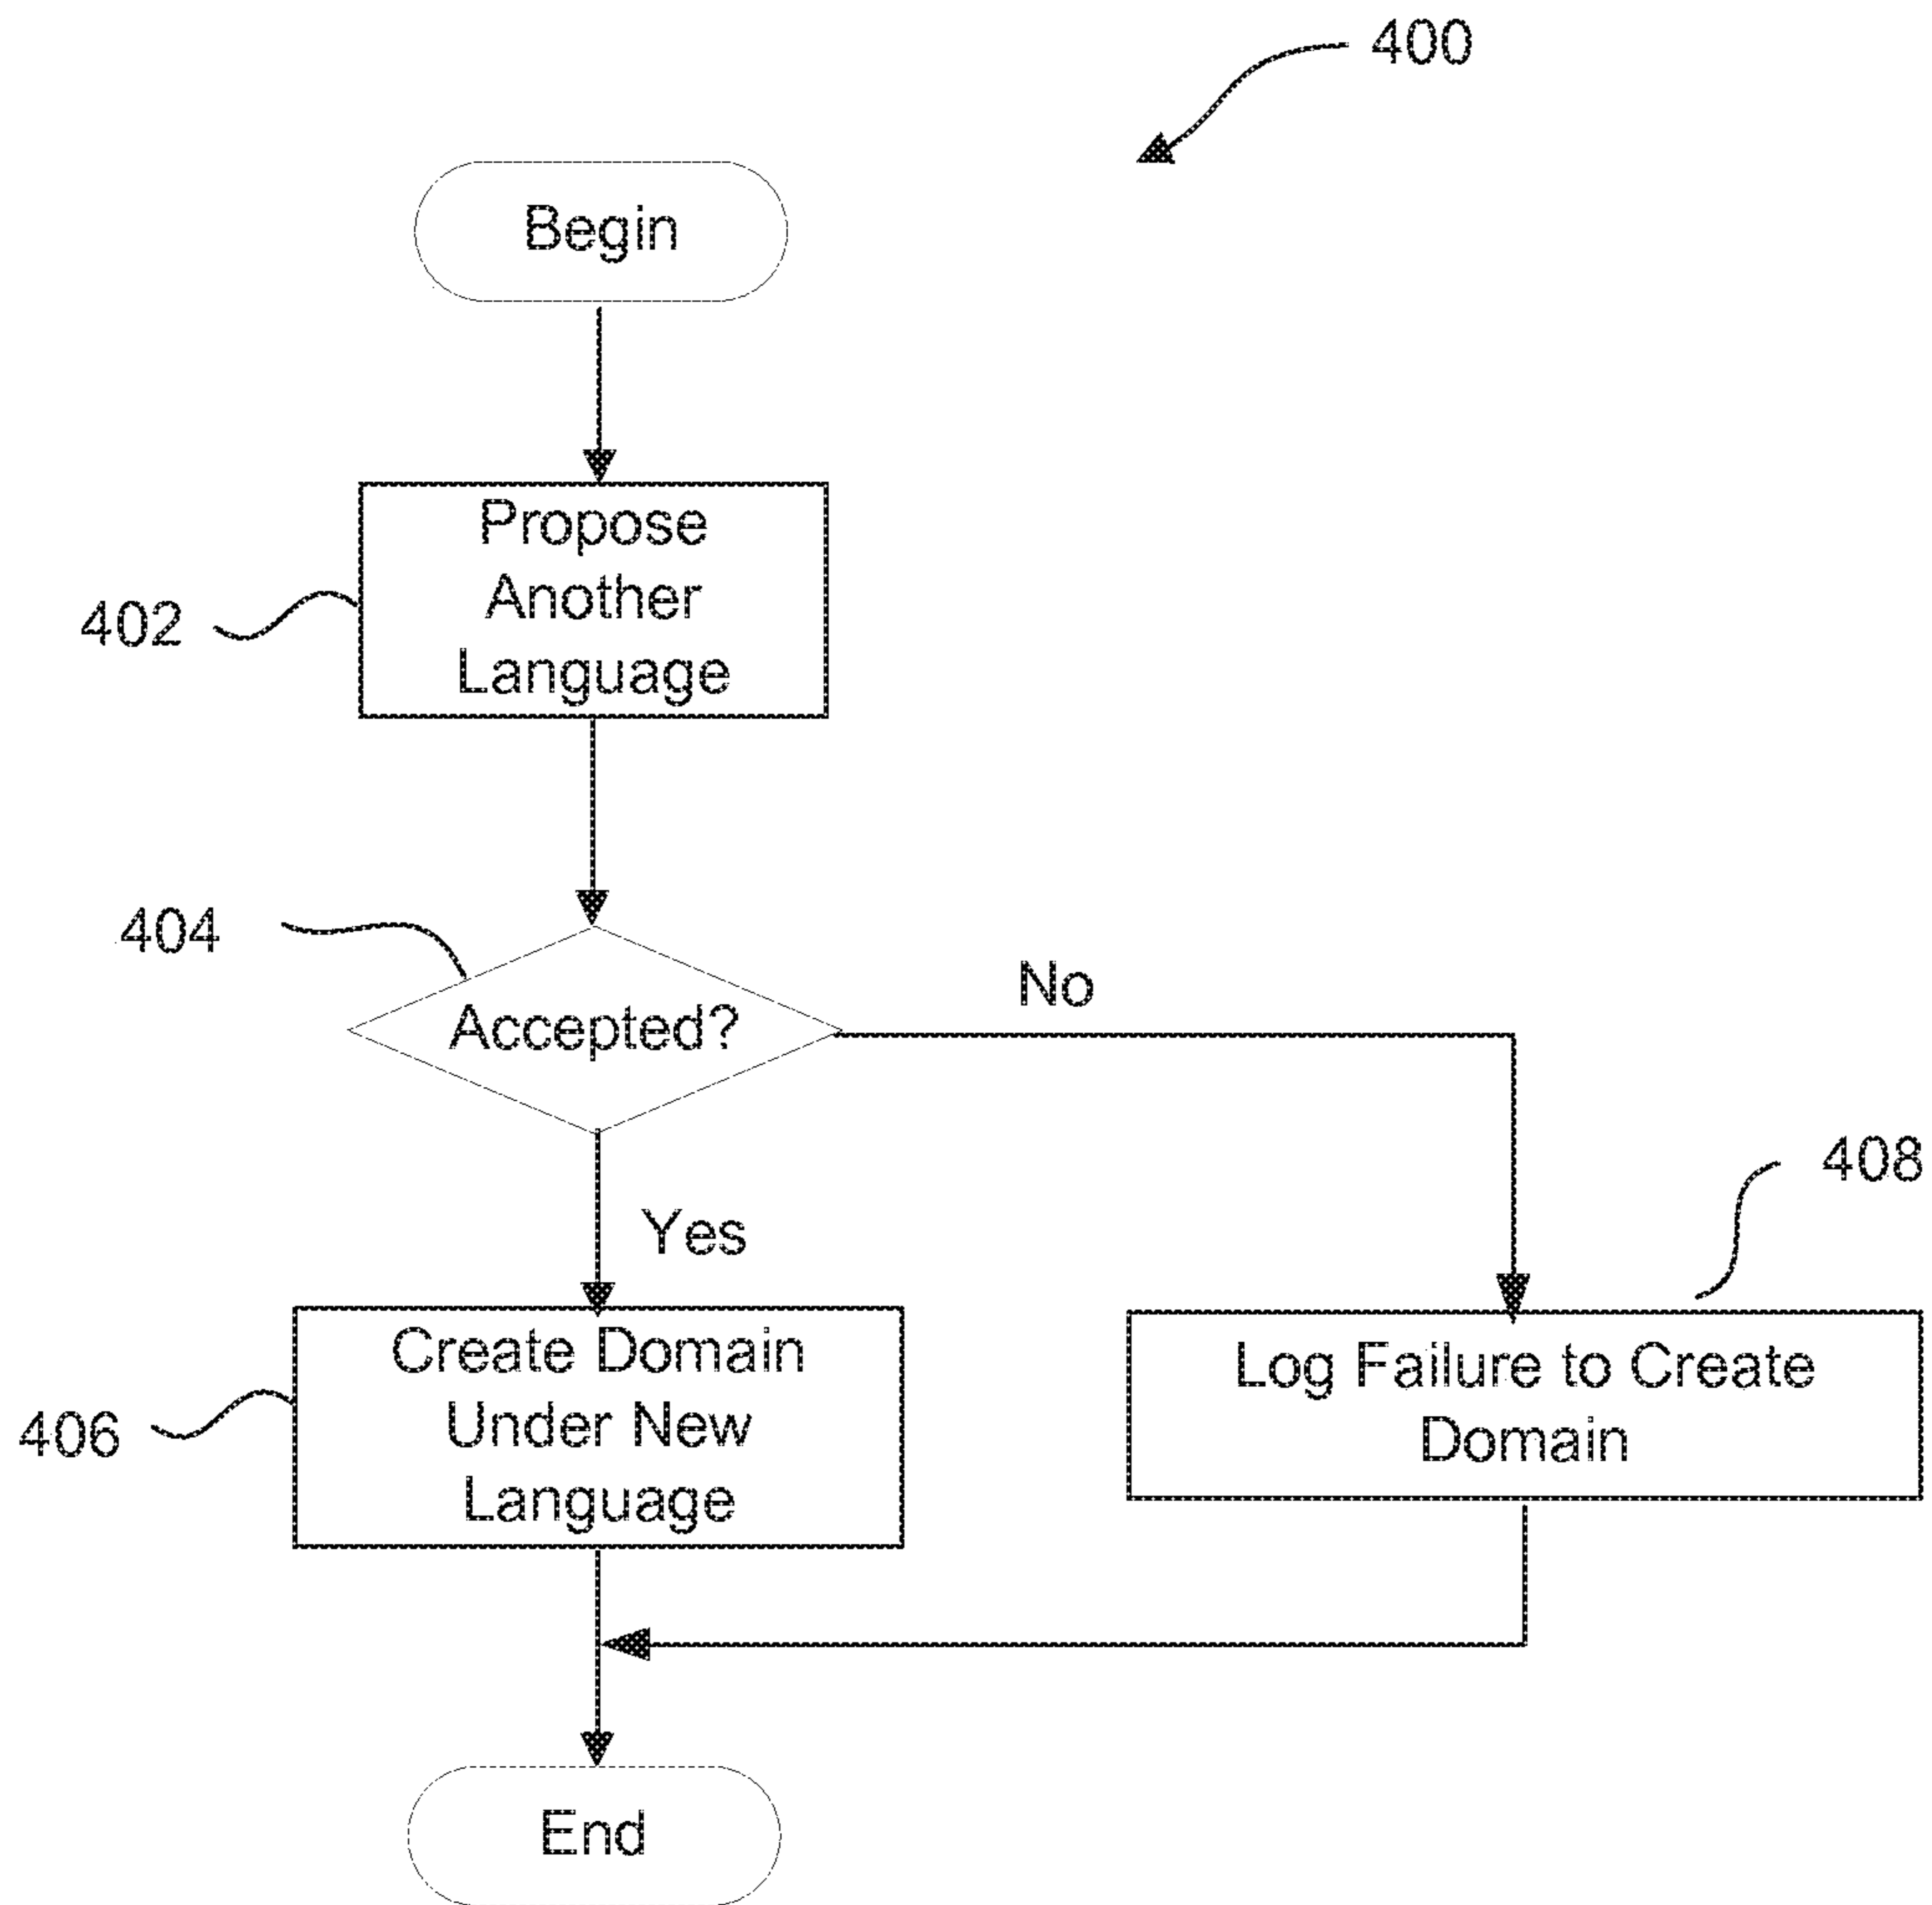 400
Begin
Propose
Another
Language
402
404
Accepted?
No
Yes
408
Create Domain
Under New
Language
406
Log Failure to Create
Domain
End